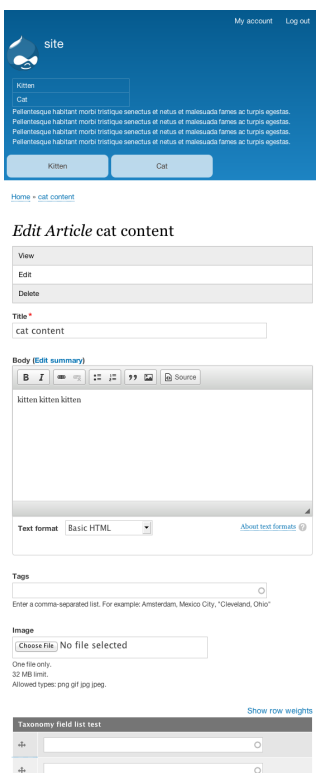 My account Log out
site
Kitten
Cat
Pellentesque habitant morbi tristique senectus et netus et malesuada fames ac turpis egestas.
Pellentesque habitant morbi tristique senectus et netus et malesuada fames ac turpis egestas.
Pellentesque habitant morbi tristique senectus et netus et malesuada fames ac turpis egestas.
Pellentesque habitant morbi tristique senectus et netus et malesuada fames ac turpis egestas.
Kitten Cat
Home » cat content
Edit Article cat content
View
Edit
Delete
Title *
cat content
Body (Edit summary)
B I Source
kitten kitten kitten
Text format Basic HTML About text formats ?
Tags
Enter a comma-separated list. For example: Amsterdam, Mexico City, "Cleveland, Ohio"
Image
Choose File No file selected
One file only.
32 MB limit.
Allowed types: png gif jpg jpeg.
Show row weights
Taxonomy field list test